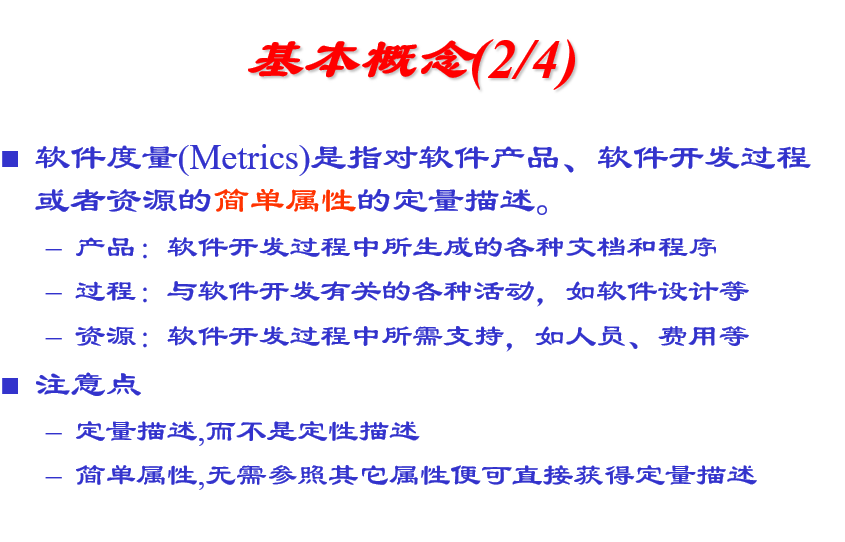 基本概念(2/4)
■ 软件度量(Metrics)是指对软件产品、软件开发过程
或者资源的简单属性的定量描述。
– 产品：软件开发过程中所生成的各种文档和程序
– 过程：与软件开发有关的各种活动，如软件设计等
– 资源：软件开发过程中所需支持，如人员、费用等
■ 注意点
– 定量描述,而不是定性描述
– 简单属性,无需参照其它属性便可直接获得定量描述